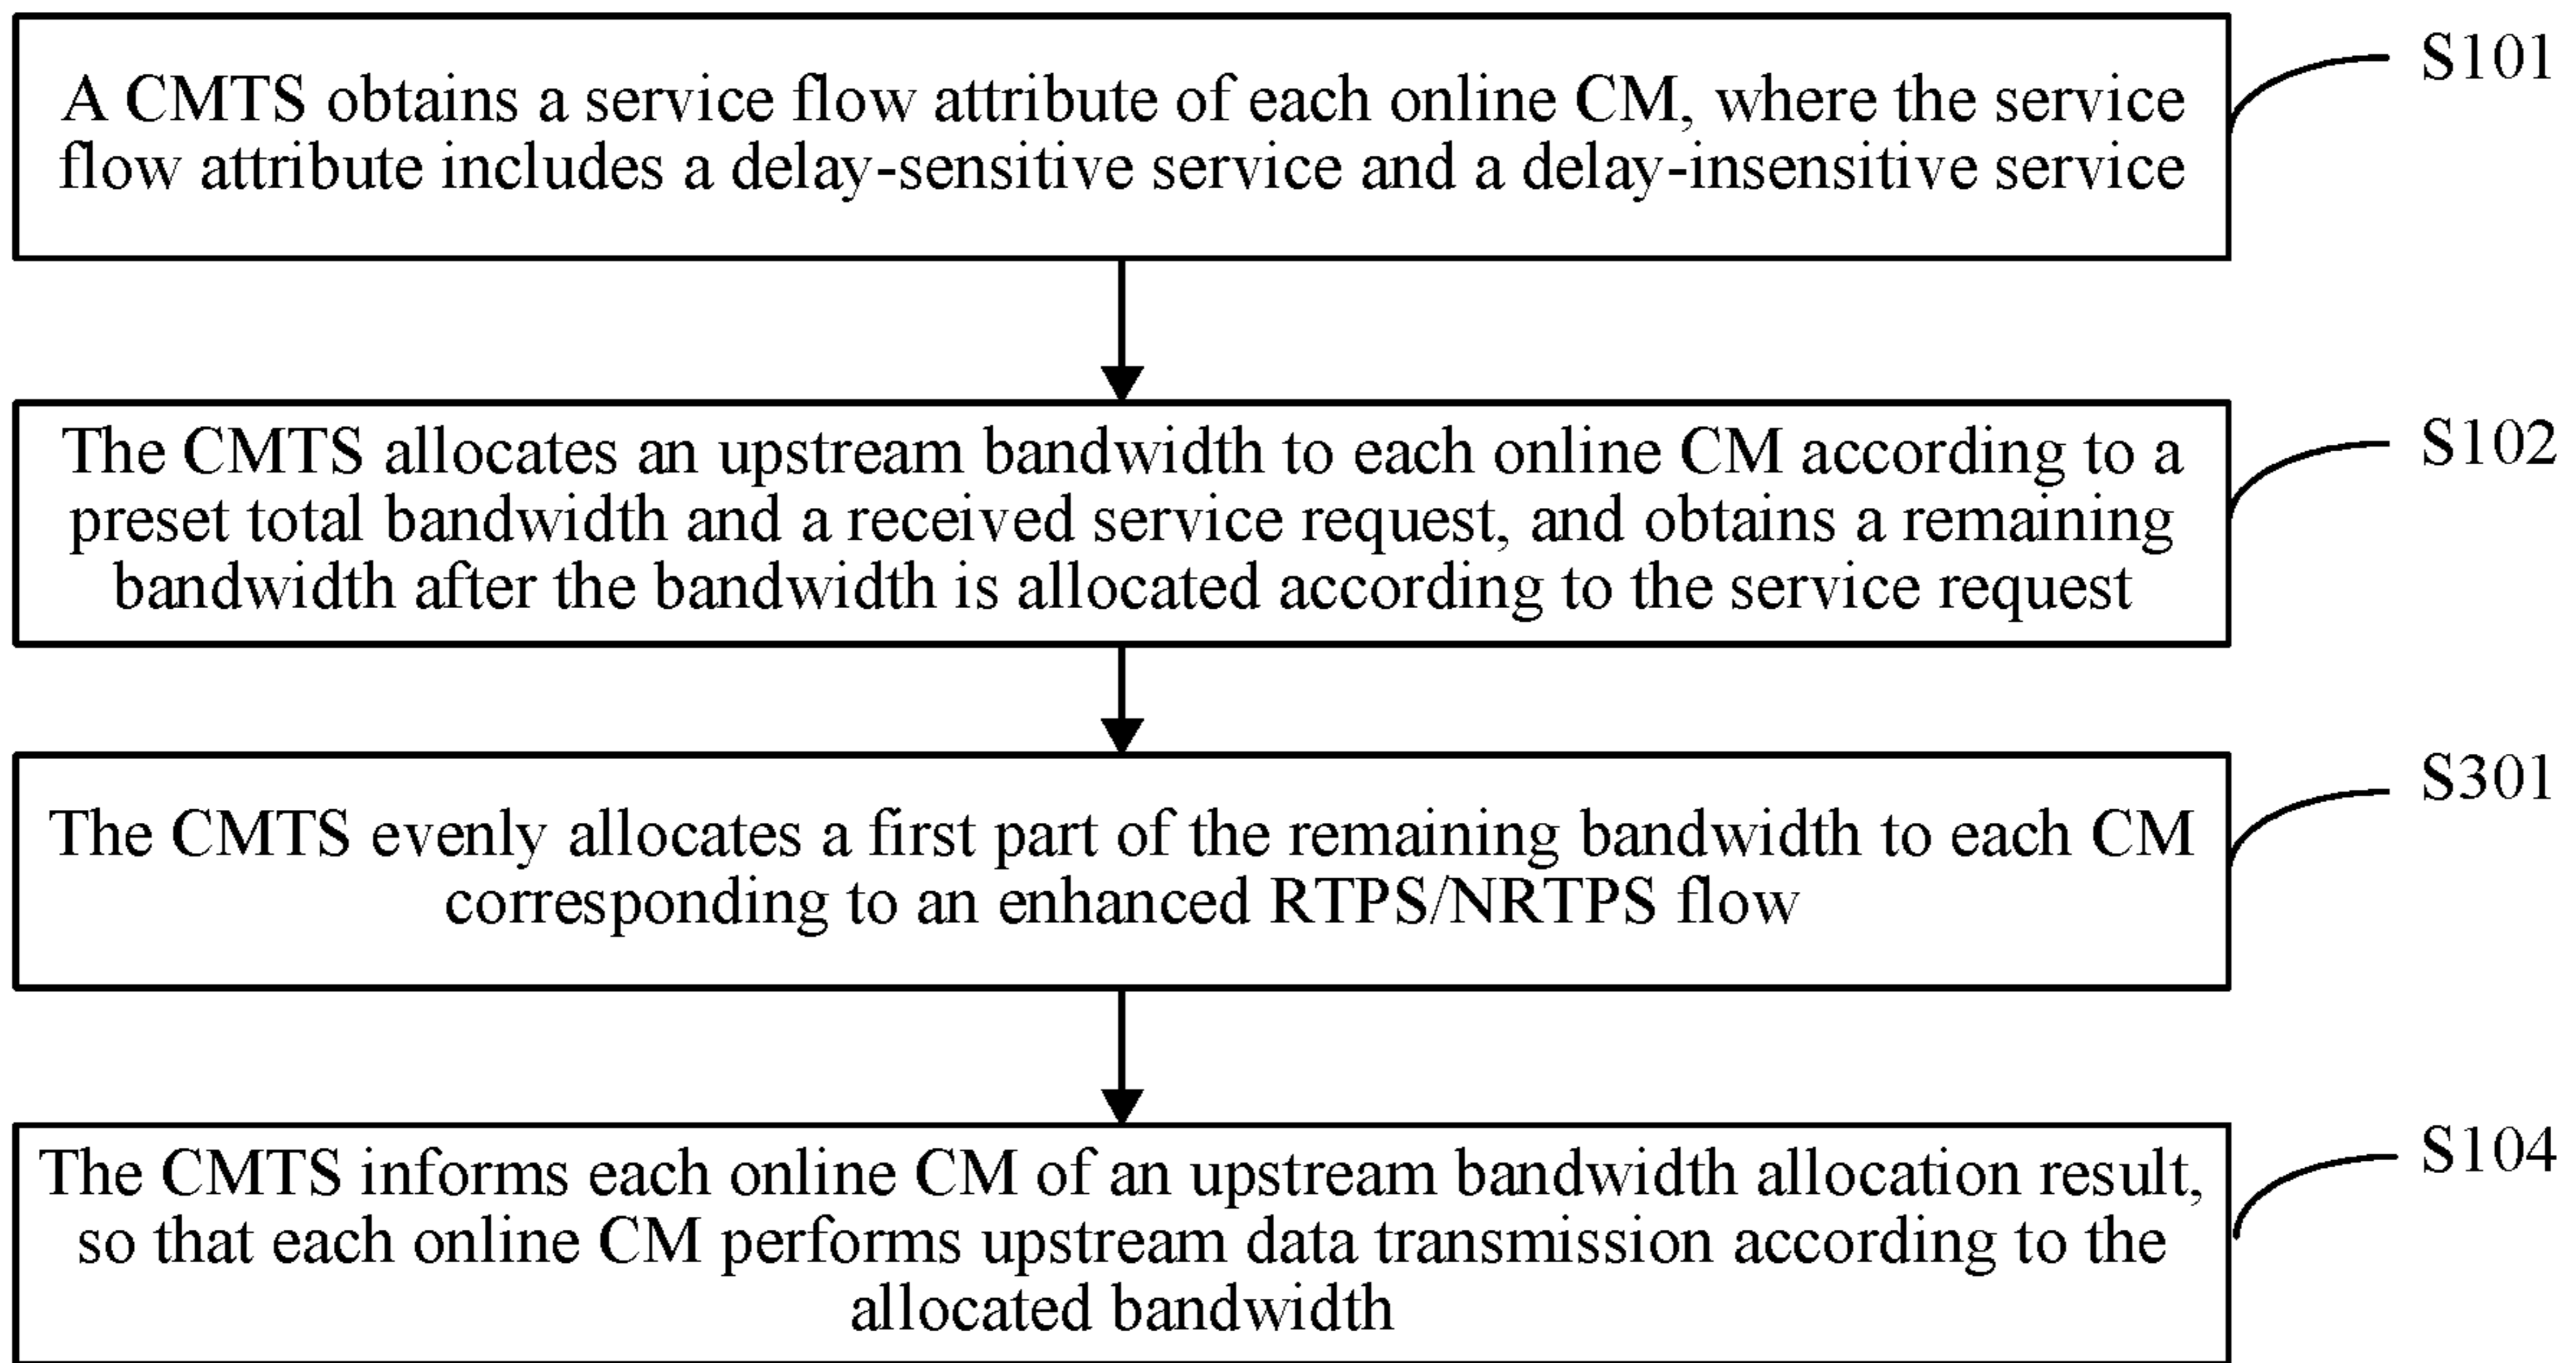 A CMTS obtains a service flow attribute of each online CM, where the service
flow attribute includes a delay-sensitive service and a delay-insensitive service
S101
The CMTS allocates an upstream bandwidth to each online CM according to a
preset total bandwidth and a received service request, and obtains a remaining
bandwidth after the bandwidth is allocated according to the service request
S102
The CMTS evenly allocates a first part of the remaining bandwidth to each CM
corresponding to an enhanced RTPS/NRTPS flow
S301
The CMTS informs each online CM of an upstream bandwidth allocation result,
so that each online CM performs upstream data transmission according to the
allocated bandwidth
S104